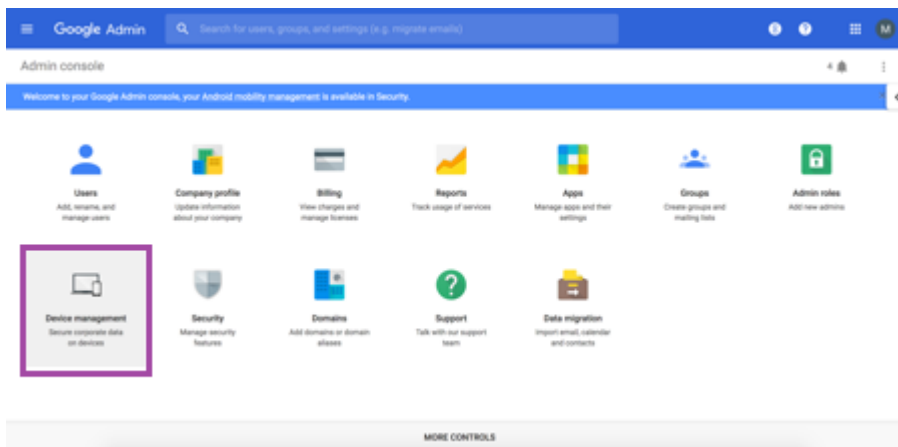 Google Admin
Search for users, groups, and settings (e.g. migrate emails)
M
Admin console
4
Welcome to your Google Admin console, your Android mobility management is available in Security.
Users
Add, rename, and
manage users
Company profile
Update information
about your company
Billing
View charges and
manage licenses
Reports
Track usage of services
Apps
Manage apps and their
settings
Groups
Create groups and
mailing lists
Admin roles
Add new admins
Device management
Secure corporate data
on devices
Security
Manage security
features
Domains
Add domains or domain
aliases
Support
Talk with our support
team
Data migration
Import email, calendar
and contacts
MORE CONTROLS